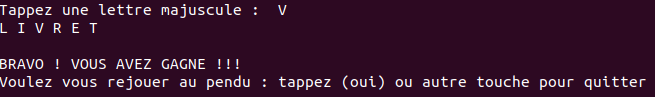 Tappez une lettre majuscule :  V
L I V R E T
BRAVO ! VOUS AVEZ GAGNE !!!
Voulez vous rejouer au pendu : tappez (oui) ou autre touche pour quitter